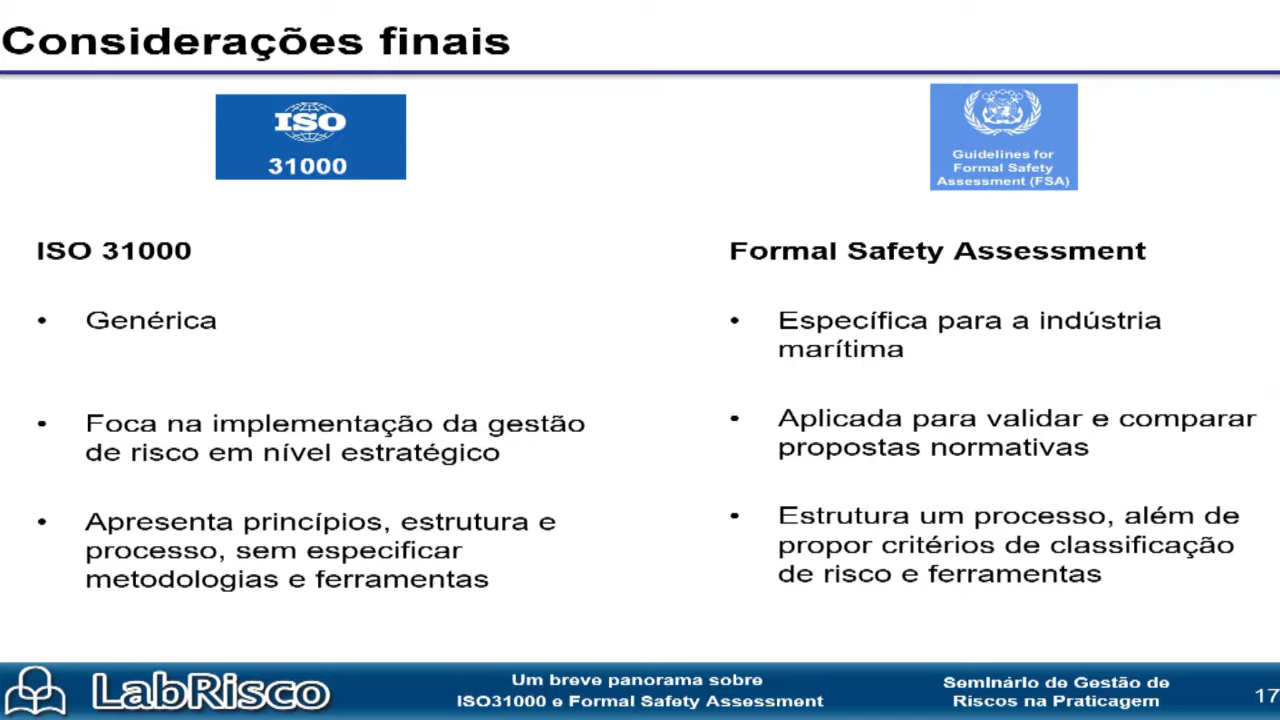 Considerações finais
ISO
31000
Guidelines for
Formal Safety
Assessment (FSA)
ISO 31000
• Genérica
• Foca na implementação da gestão
de risco em nível estratégico
• Apresenta princípios, estrutura e
processo, sem especificar
metodologias e ferramentas
Formal Safety Assessment
• Específica para a indústria
marítima
• Aplicada para validar e comparar
propostas normativas
• Estrutura um processo, além de
propor critérios de classificação
de risco e ferramentas
LabRisco
Um breve panorama sobre
ISO31000 e Formal Safety Assessment
Seminário de Gestão de
Riscos na Praticagem
17